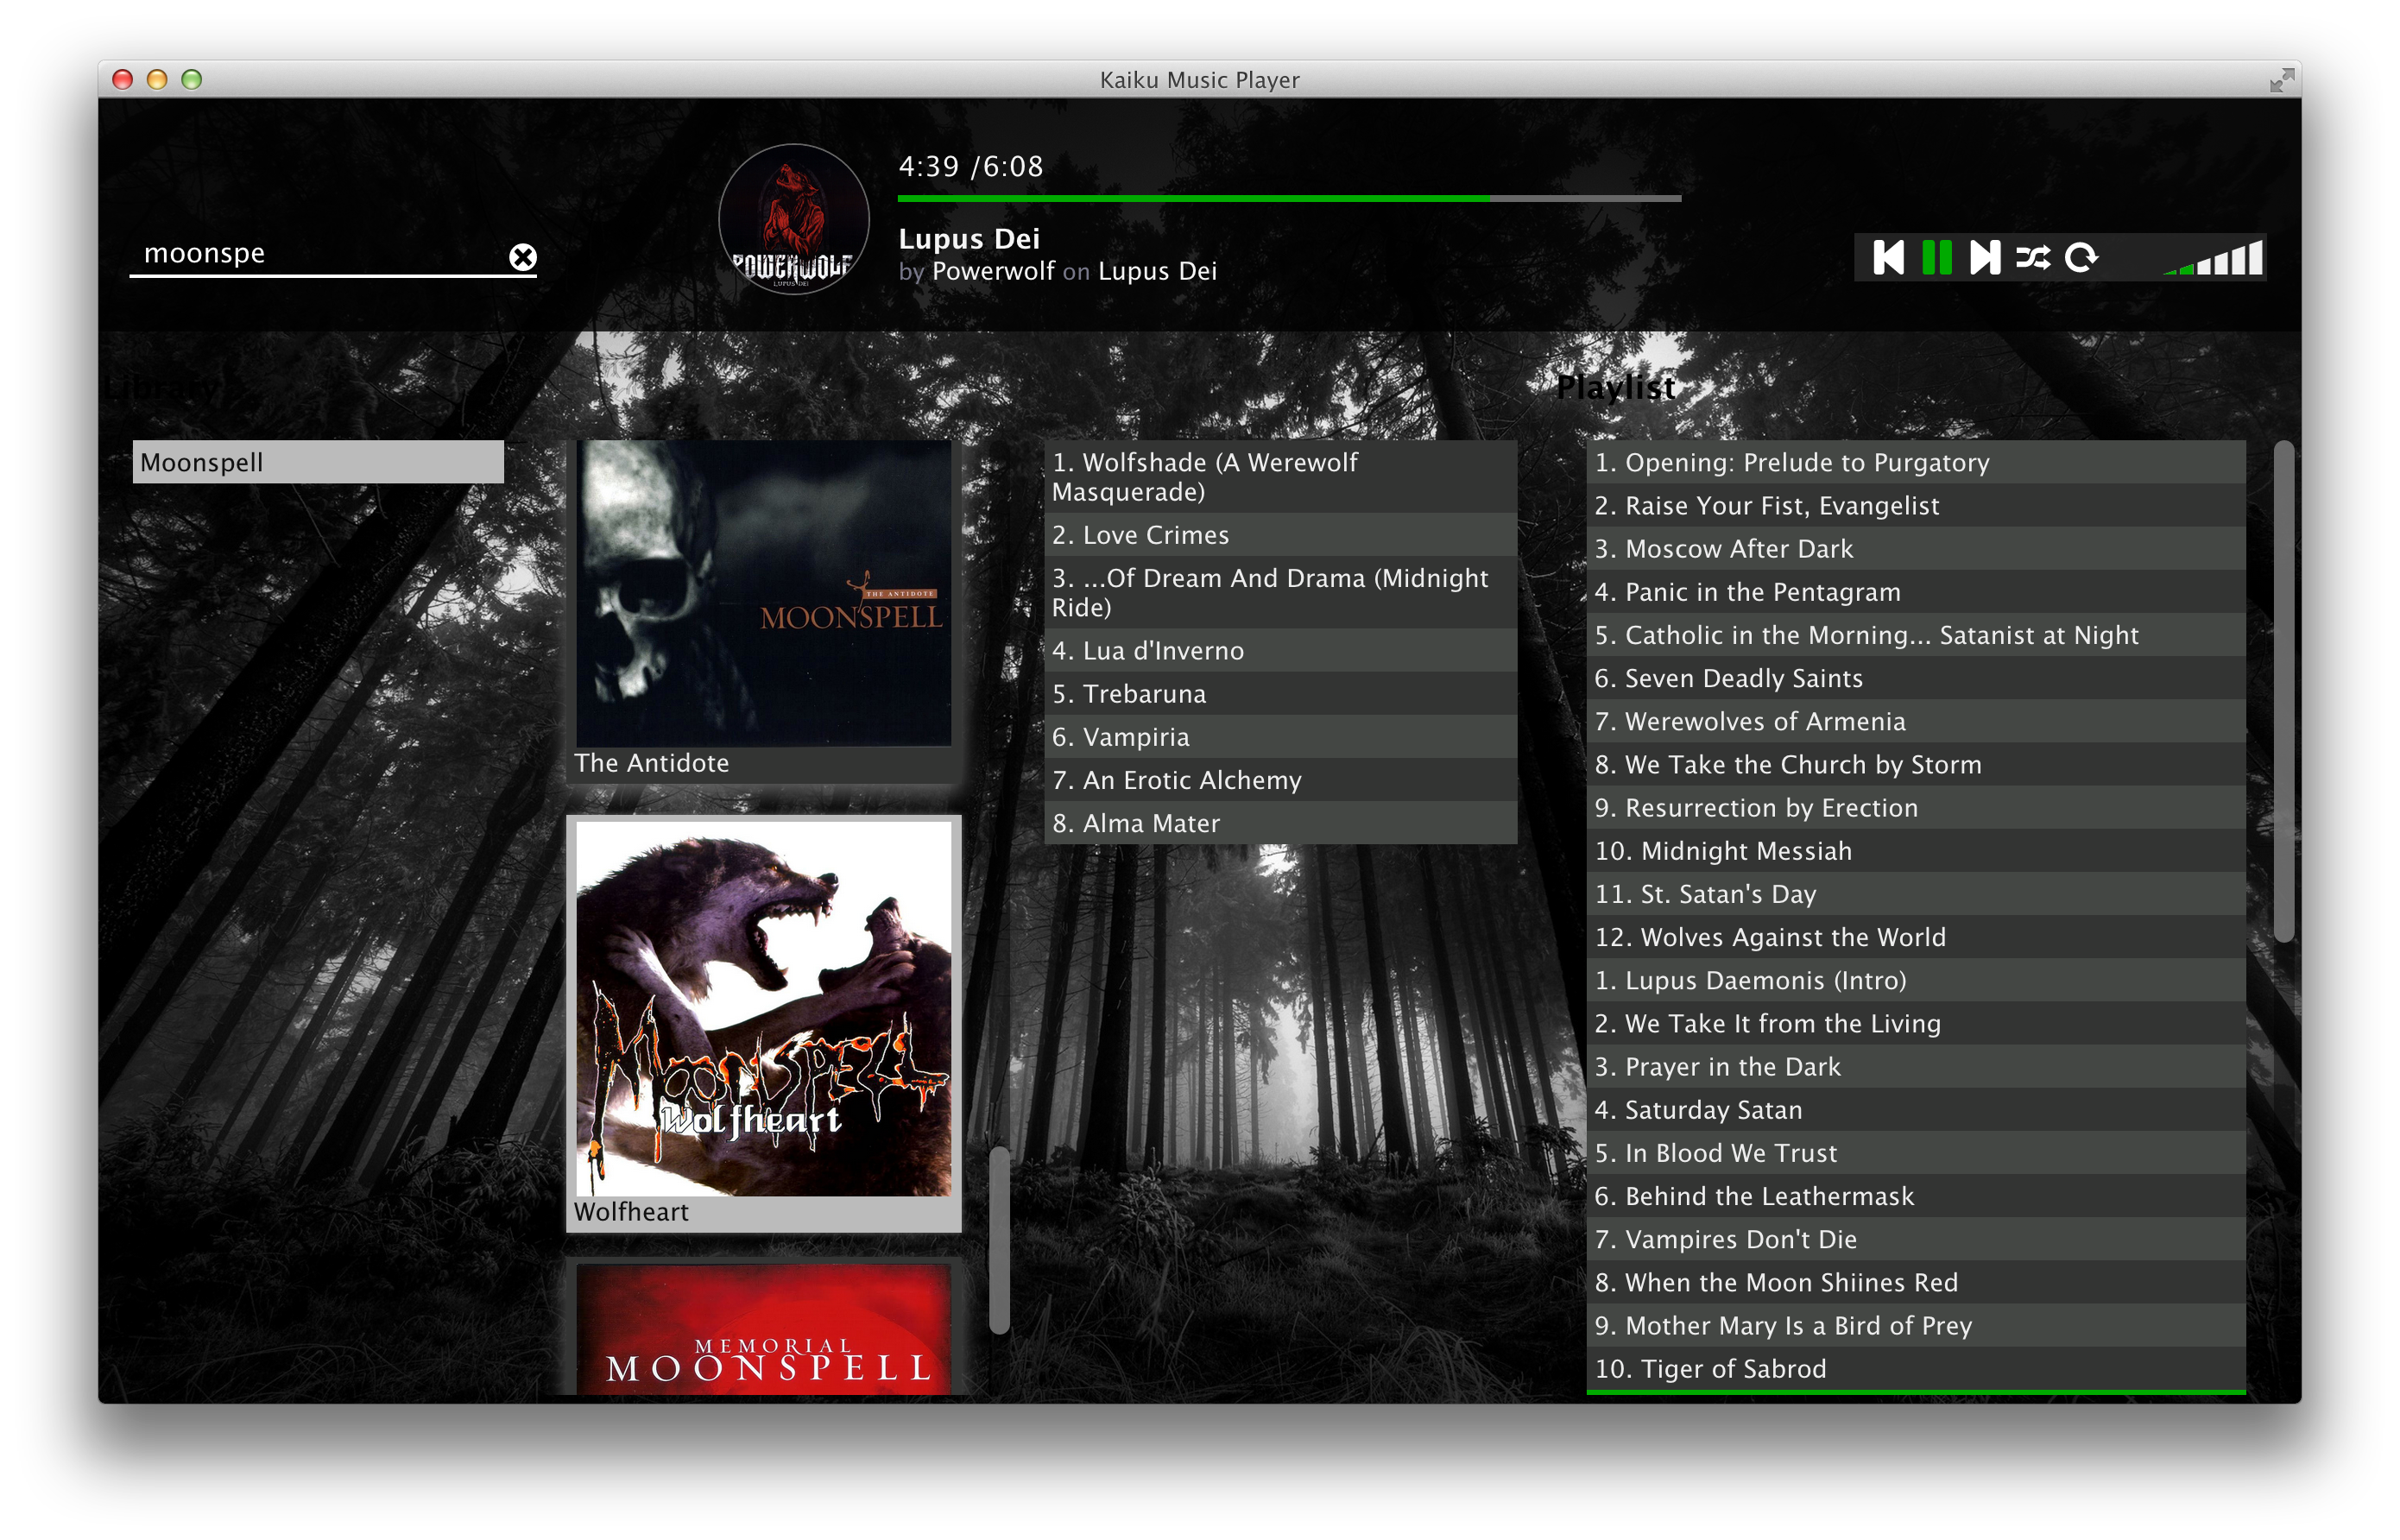 Kaiku Music Player
moonspe
4:39 /6:08
Lupus Dei
by Powerwolf on Lupus Dei
POWERWOLF
LUPUS DEI
Library
Moonspell
THE ANTIDOTE
MOONSPELL
The Antidote
MOONSPELL
Wolfheart
Wolfheart
MEMORIAL
MOONSPELL
1. Wolfshade (A Werewolf
Masquerade)
2. Love Crimes
3. ...Of Dream And Drama (Midnight
Ride)
4. Lua d'Inverno
5. Trebaruna
6. Vampiria
7. An Erotic Alchemy
8. Alma Mater
Playlist
1. Opening: Prelude to Purgatory
2. Raise Your Fist, Evangelist
3. Moscow After Dark
4. Panic in the Pentagram
5. Catholic in the Morning... Satanist at Night
6. Seven Deadly Saints
7. Werewolves of Armenia
8. We Take the Church by Storm
9. Resurrection by Erection
10. Midnight Messiah
11. St. Satan's Day
12. Wolves Against the World
1. Lupus Daemonis (Intro)
2. We Take It from the Living
3. Prayer in the Dark
4. Saturday Satan
5. In Blood We Trust
6. Behind the Leathermask
7. Vampires Don't Die
8. When the Moon Shiines Red
9. Mother Mary Is a Bird of Prey
10. Tiger of Sabrod